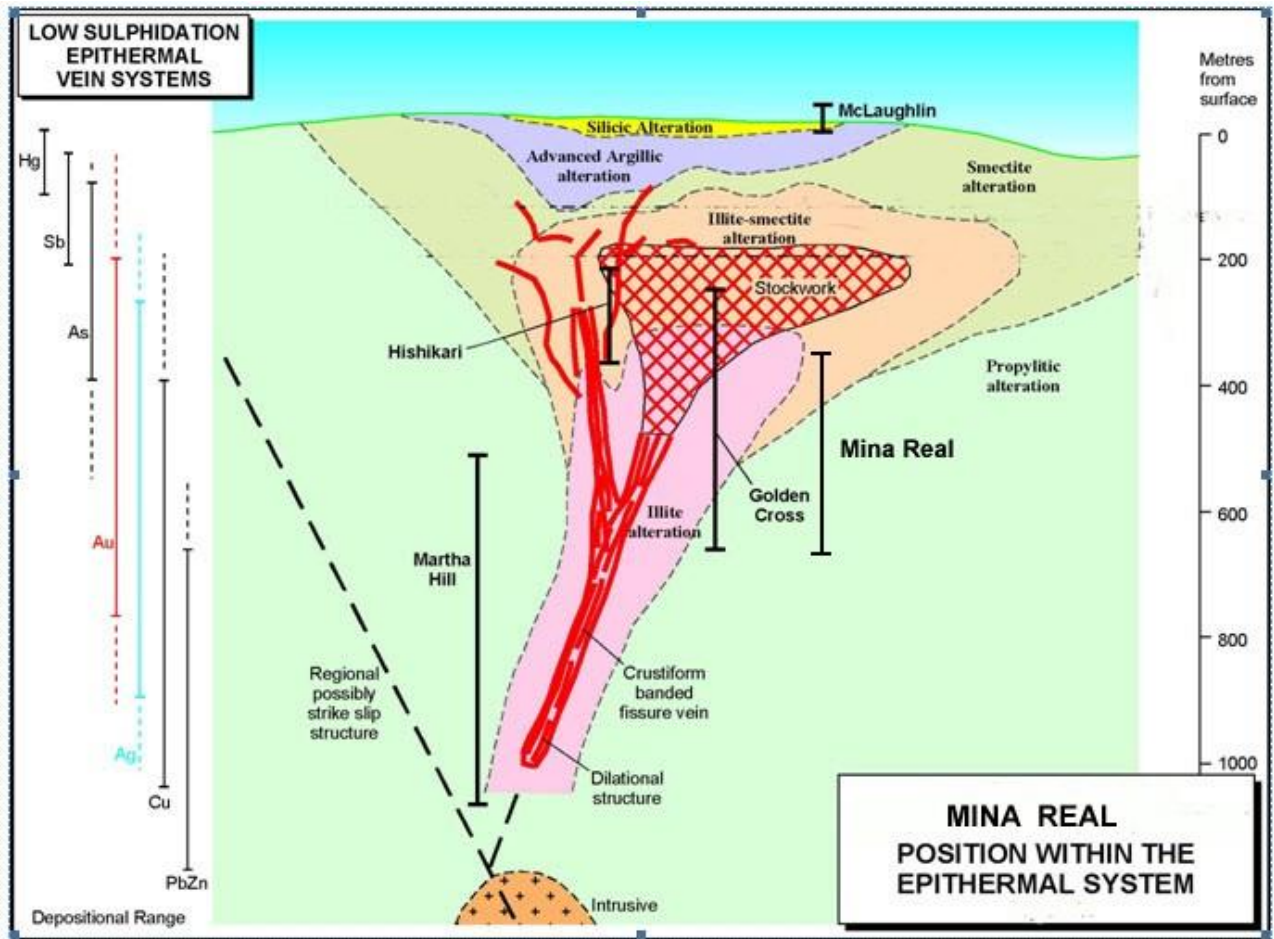 LOW SULPHIDATION
EPITHERMAL
VEIN SYSTEMS
Metres
from
surface
McLaughlin
Silicic Alteration
0
Hg
Advanced Argillic
alteration
Smectite
alteration
Sb
Illite-smectite
alteration
200
Stockwork
As
Hishikari
Propylitic
alteration
400
Mina Real
Golden
Cross
Illite
alteration
600
Au
Martha
Hill
800
Regional
possibly
strike slip
structure
Crustiform
banded
fissure vein
Ag
Dilational
structure
1000
Cu
PbZn
Intrusive
Depositional Range
MINA REAL
POSITION WITHIN THE
EPITHERMAL SYSTEM